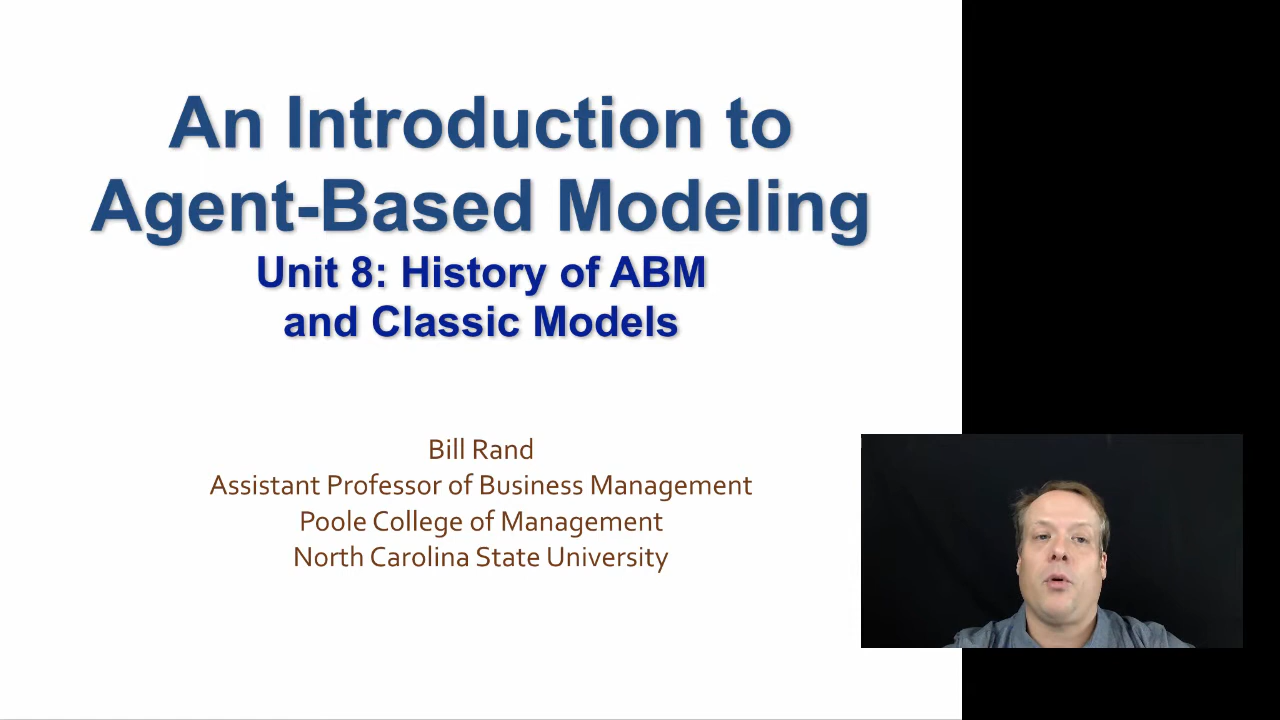 An Introduction to
Agent-Based Modeling
Unit 8: History of ABM
and Classic Models
Bill Rand
Assistant Professor of Business Management
Poole College of Management
North Carolina State University